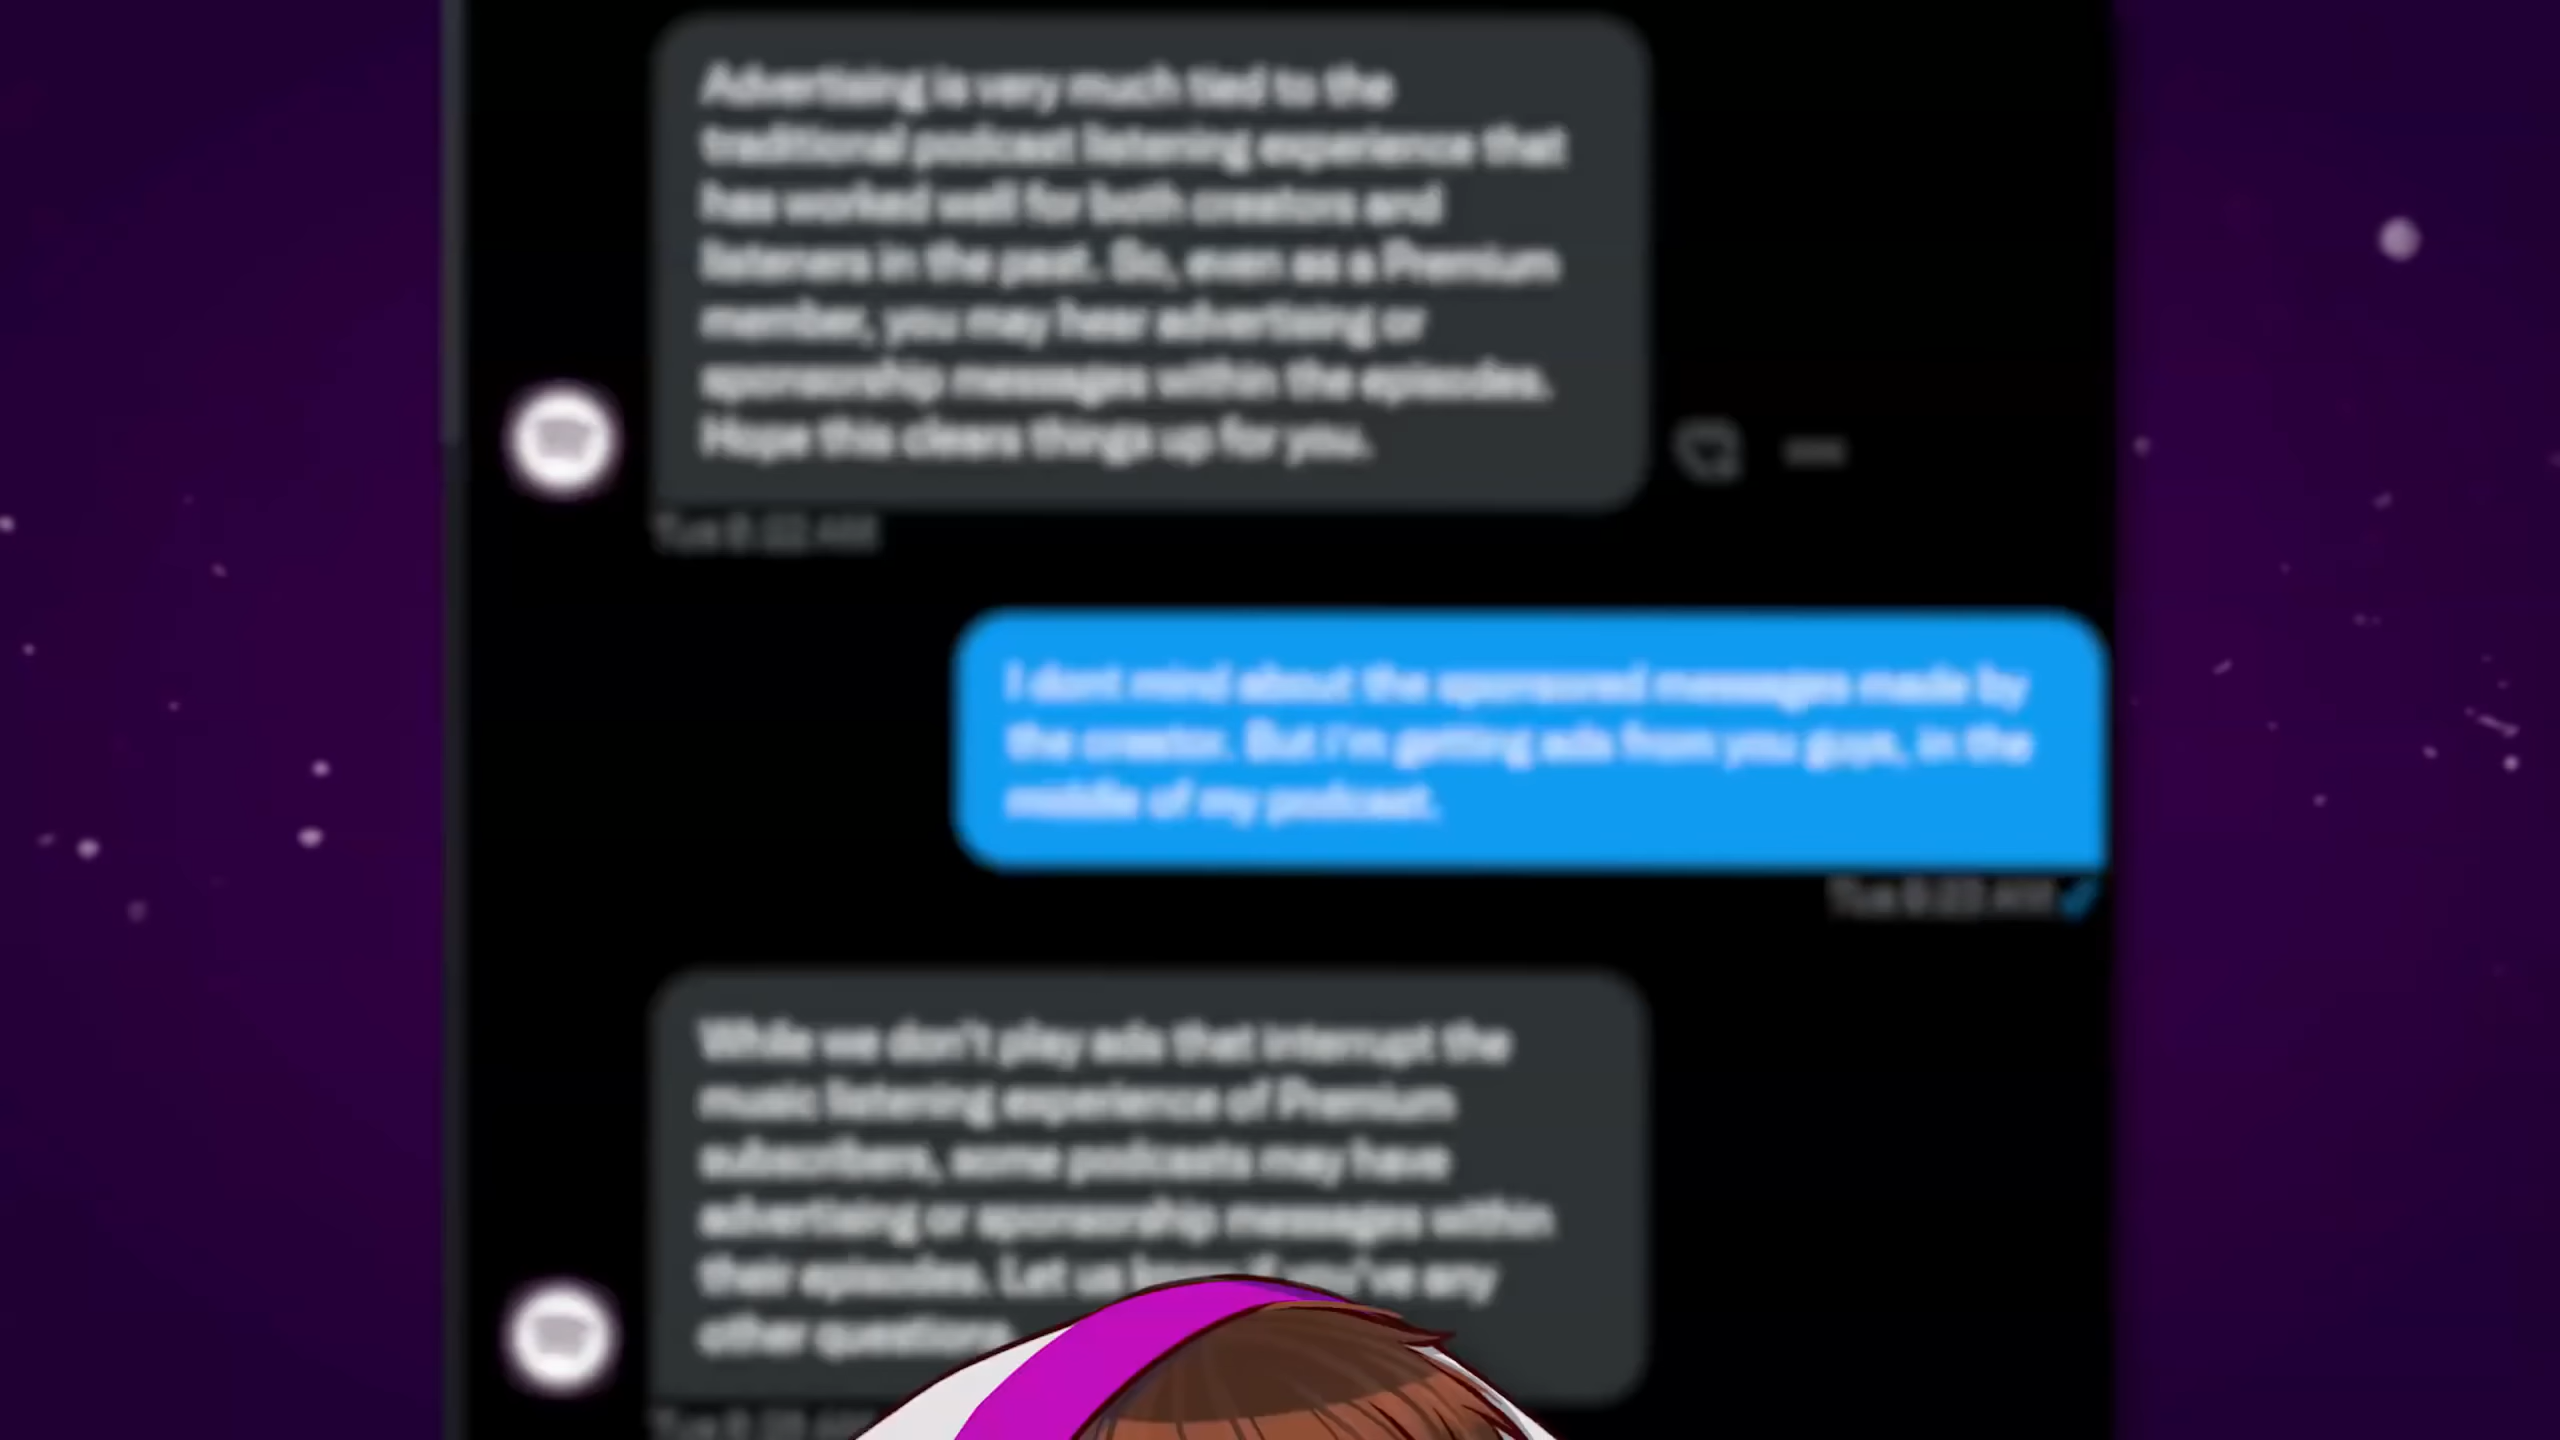 Advertising is very much tied to the
traditional podcast listening experience that
has worked well for both creators and
listeners in the past. So, even as a Premium
member, you may hear advertising or
sponsorship messages within the episodes.
Hope this clears things up for you.
I dont mind about the sponsored messages made by
the creator. But I'm getting ads from you guys, in the
middle of my podcast.
While we don't play ads that interrupt the
music listening experience of Premium
subscribers, some podcasts may have
advertising or sponsorship messages within
their episodes. Let us know if you've any
other questions.